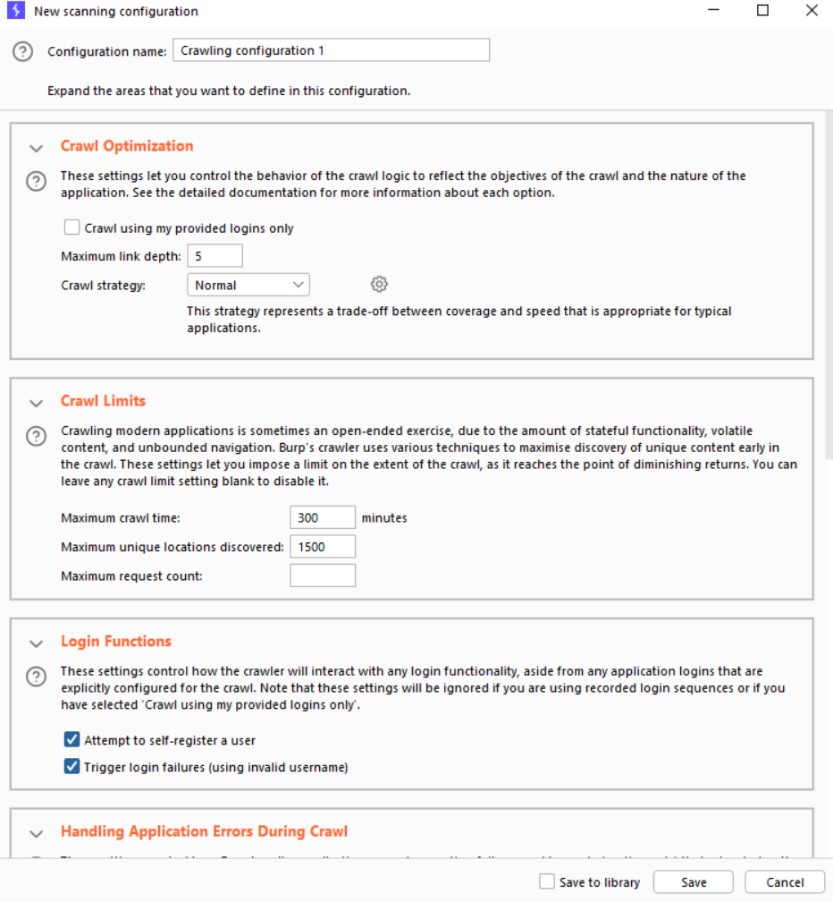 New scanning configuration
Configuration name: Crawling configuration 1
Expand the areas that you want to define in this configuration.
Crawl Optimization
These settings let you control the behavior of the crawl logic to reflect the objectives of the crawl and the nature of the
application. See the detailed documentation for more information about each option.
Crawl using my provided logins only
Maximum link depth: 5
Crawl strategy: Normal
This strategy represents a trade-off between coverage and speed that is appropriate for typical
applications.
Crawl Limits
Crawling modern applications is sometimes an open-ended exercise, due to the amount of stateful functionality, volatile
content, and unbounded navigation. Burp's crawler uses various techniques to maximise discovery of unique content early in
the crawl. These settings let you impose a limit on the extent of the crawl, as it reaches the point of diminishing returns. You can
leave any crawl limit setting blank to disable it.
Maximum crawl time: 300 minutes
Maximum unique locations discovered: 1500
Maximum request count:
Login Functions
These settings control how the crawler will interact with any login functionality, aside from any application logins that are
explicitly configured for the crawl. Note that these settings will be ignored if you are using recorded login sequences or if you
have selected 'Crawl using my provided logins only'.
Attempt to self-register a user
Trigger login failures (using invalid username)
Handling Application Errors During Crawl
Save to library Save Cancel